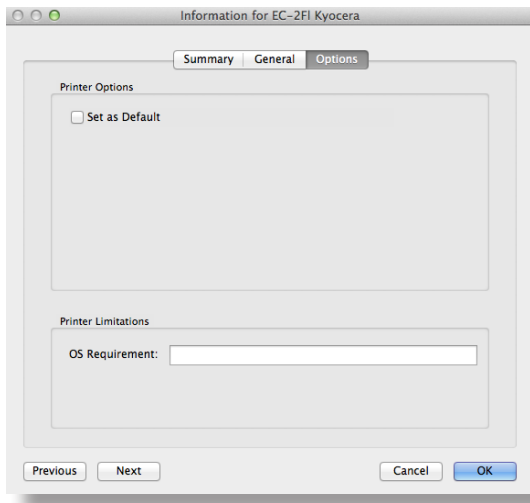 Information for EC-2Fl Kyocera
Summary General Options
Printer Options
Set as Default
Printer Limitations
OS Requirement:
Previous Next Cancel OK